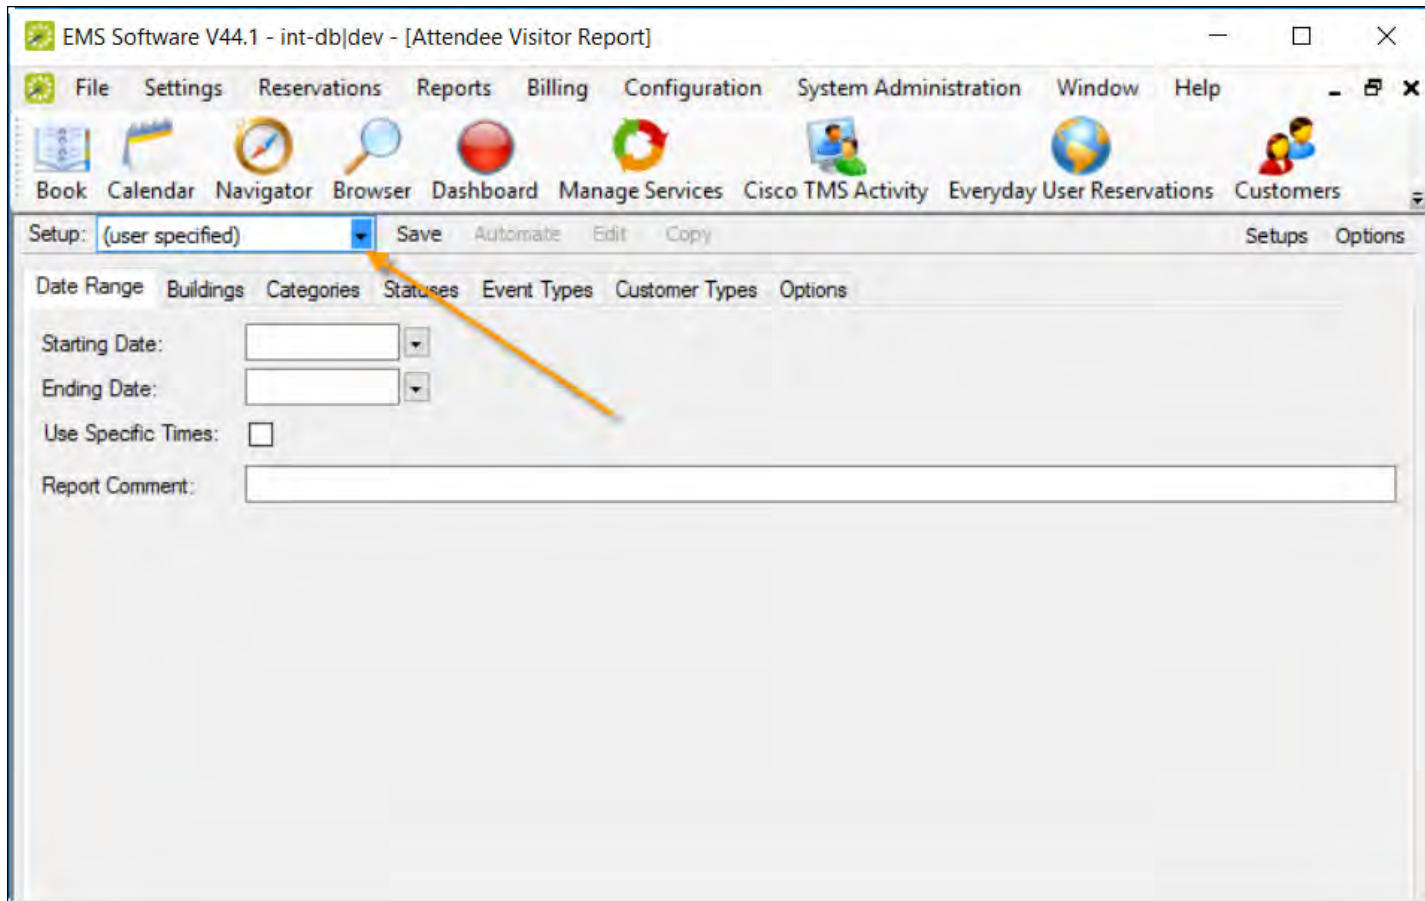 EMS Software V44.1 - int-db|dev - [Attendee Visitor Report]
File Settings Reservations Reports Billing Configuration System Administration Window Help
Book Calendar Navigator Browser Dashboard Manage Services Cisco TMS Activity Everyday User Reservations Customers
Setup: (user specified) Save Automate Edit Copy Setups Options
Date Range Buildings Categories Statuses Event Types Customer Types Options
Starting Date:
Ending Date:
Use Specific Times:
Report Comment: